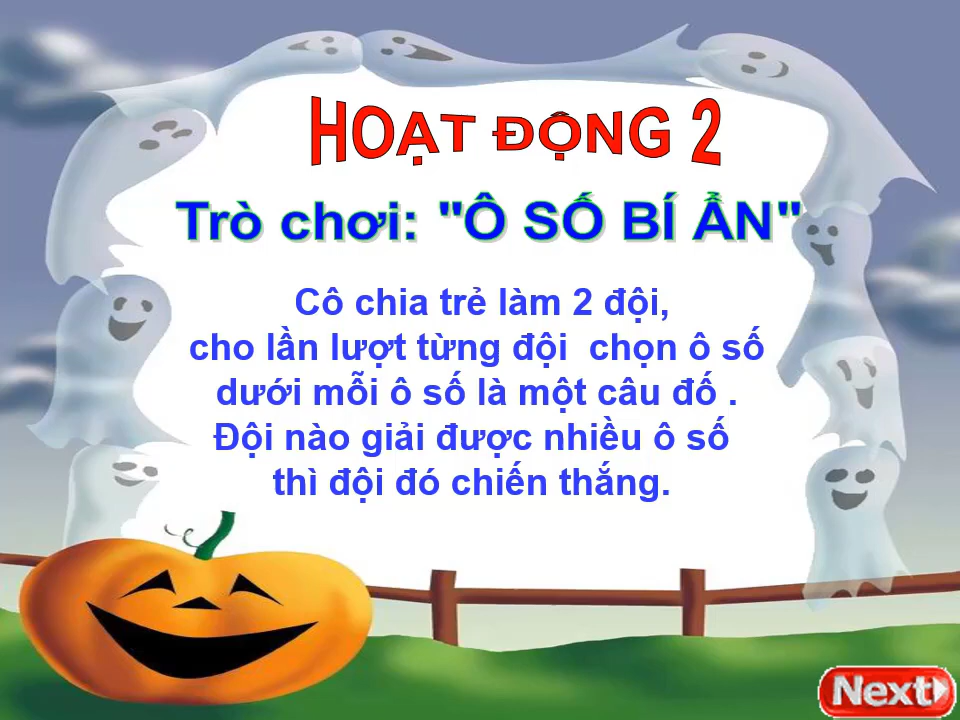 HOẠT ĐỘNG 2
Trò chơi: "Ô SỐ BÍ ẨN"
Cô chia trẻ làm 2 đội,
cho lần lượt từng đội chọn ô số
dưới mỗi ô số là một câu đố .
Đội nào giải được nhiều ô số
thì đội đó chiến thắng.
Next